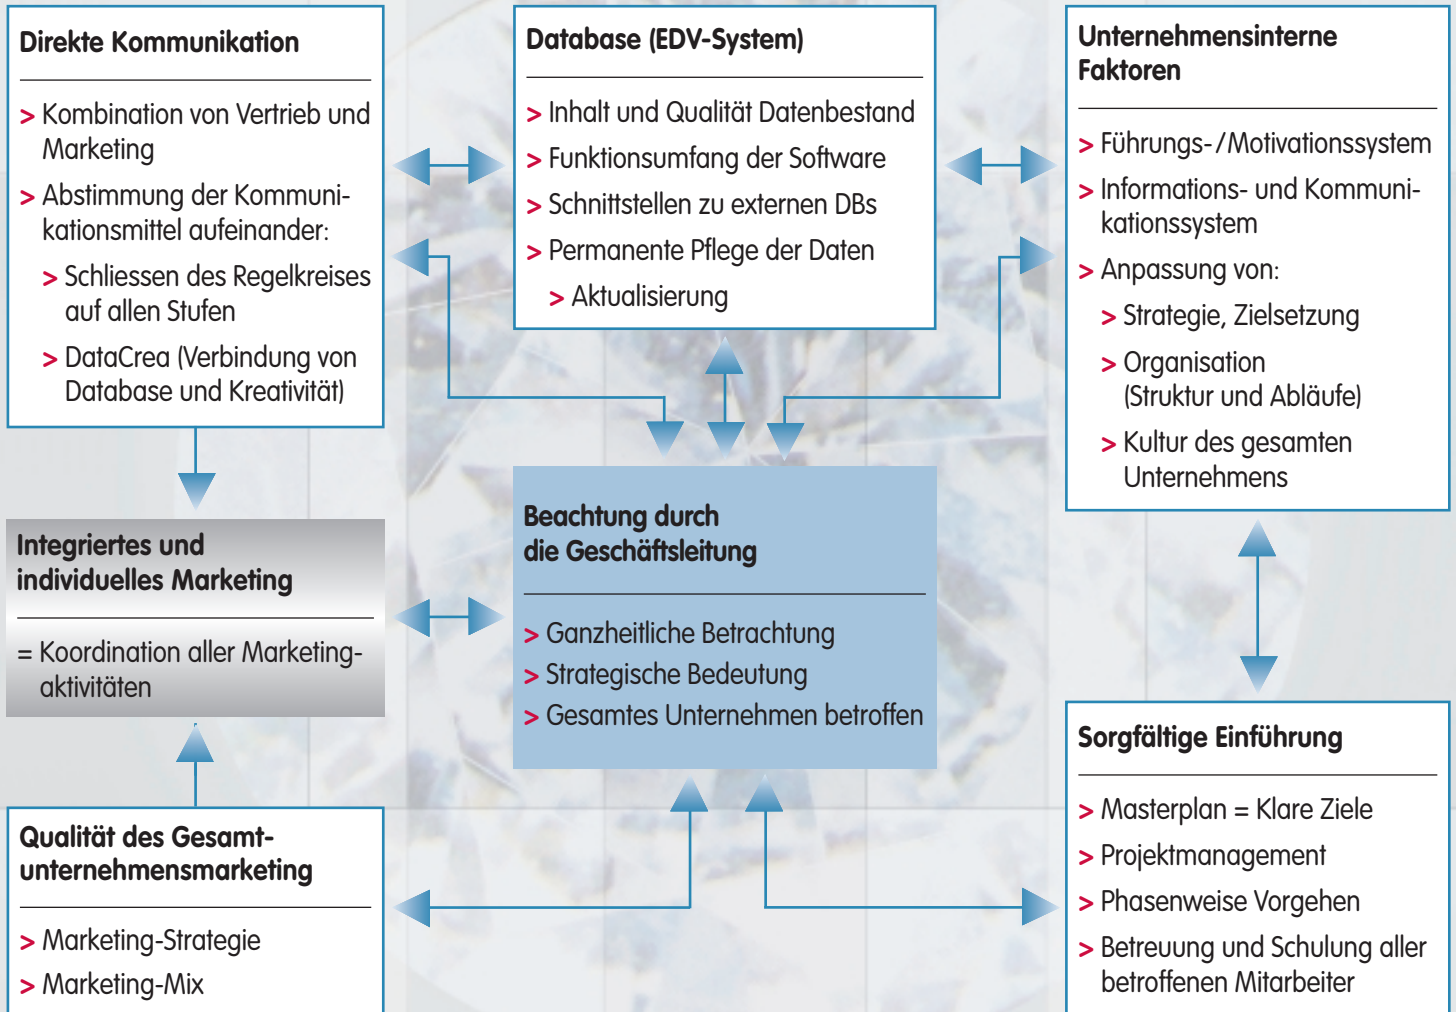 Direkte Kommunikation
> Kombination von Vertrieb und
Marketing
> Abstimmung der Kommuni-
kationsmittel aufeinander:
> Schliessen des Regelkreises
auf allen Stufen
> DataCrea (Verbindung von
Database und Kreativität)
Database (EDV-System)
> Inhalt und Qualität Datenbestand
> Funktionsumfang der Software
> Schnittstellen zu externen DBs
> Permanente Pflege der Daten
> Aktualisierung
Unternehmensinterne
Faktoren
> Führungs-/Motivationssystem
> Informations- und Kommuni-
kationssystem
> Anpassung von:
> Strategie, Zielsetzung
> Organisation
(Struktur und Abläufe)
> Kultur des gesamten
Unternehmens
Integriertes und
individuelles Marketing
= Koordination aller Marketing-
aktivitäten
Beachtung durch
die Geschäftsleitung
> Ganzheitliche Betrachtung
> Strategische Bedeutung
> Gesamtes Unternehmen betroffen
Qualität des Gesamt-
unternehmensmarketing
> Marketing-Strategie
> Marketing-Mix
Sorgfältige Einführung
> Masterplan = Klare Ziele
> Projektmanagement
> Phasenweise Vorgehen
> Betreuung und Schulung aller
betroffenen Mitarbeiter